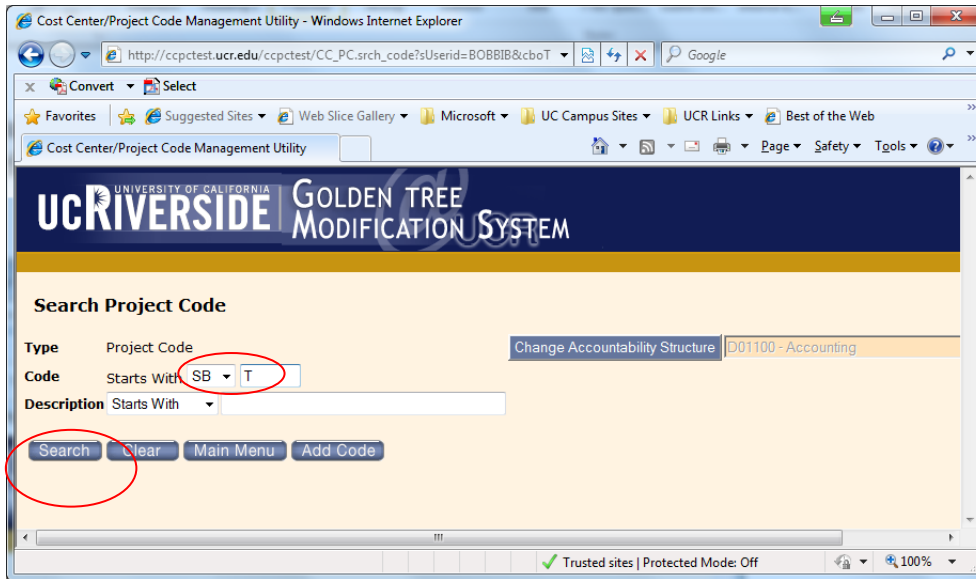 Cost Center/Project Code Management Utility - Windows Internet Explorer
http://ccpctest.ucr.edu/ccpctest/CC_PC.srch_code?sUserid=BOBBIB&cboT
Google
x Convert Select
Favorites Suggested Sites Web Slice Gallery Microsoft UC Campus Sites UCR Links Best of the Web »
Cost Center/Project Code Management Utility
Page Safety Tools »
UNIVERSITY OF CALIFORNIA
UCRIVERSIDE
GOLDEN TREE
MODIFICATION SYSTEM
@UCR
Search Project Code
Type Project Code
Change Accountability Structure D01100 - Accounting
Code Starts With SB T
Description Starts With
Search Clear Main Menu Add Code
Trusted sites | Protected Mode: Off 100%